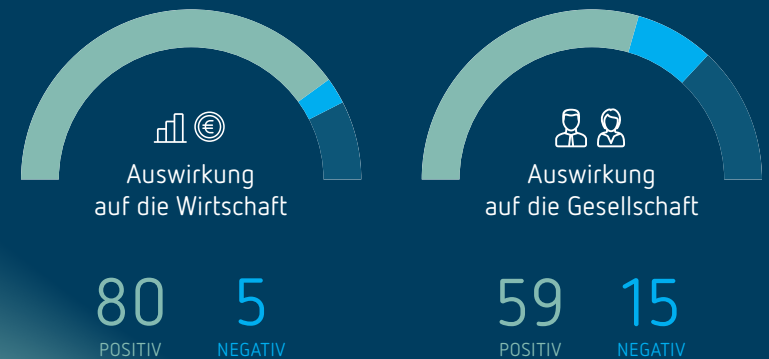 €
Auswirkung
auf die Wirtschaft
80 5
POSITIV NEGATIV
Auswirkung
auf die Gesellschaft
59 15
POSITIV NEGATIV